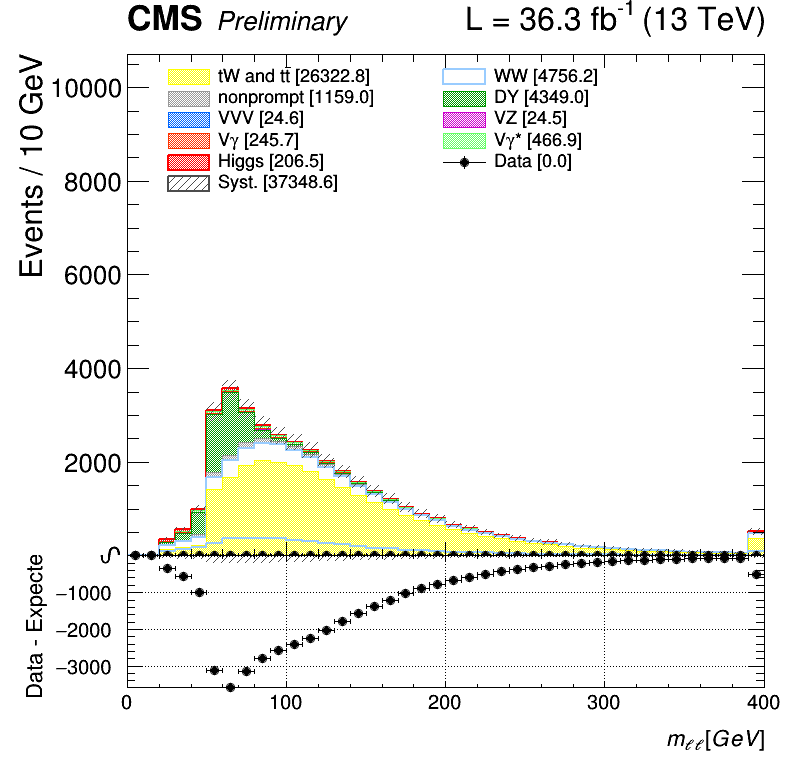 CMS Preliminary L = 36.3 fb-1 (13 TeV)
Events / 10 GeV
10000
8000
6000
4000
2000
0
tW and tt̅ [26322.8]
nonprompt [1159.0]
VVV [24.6]
Vγ [245.7]
Higgs [206.5]
Syst. [37348.6]
WW [4756.2]
DY [4349.0]
VZ [24.5]
Vγ* [466.9]
Data [0.0]
Data - Expecte
−1000
−2000
−3000
0 100 200 300 400
mℓℓ[GeV]